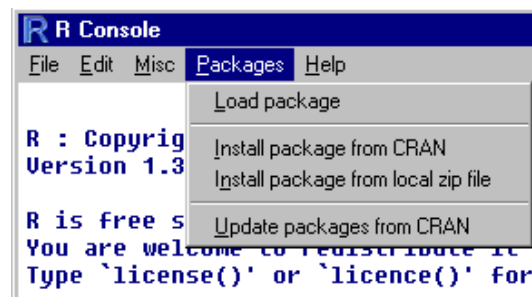 R Console
File Edit Misc Packages Help
Load package
Install package from CRAN
Install package from local zip file
Update packages from CRAN
R : Copyrig
Version 1.3
R is free s
You are welcome to redistribute it
Type `license()' or `licence()' for